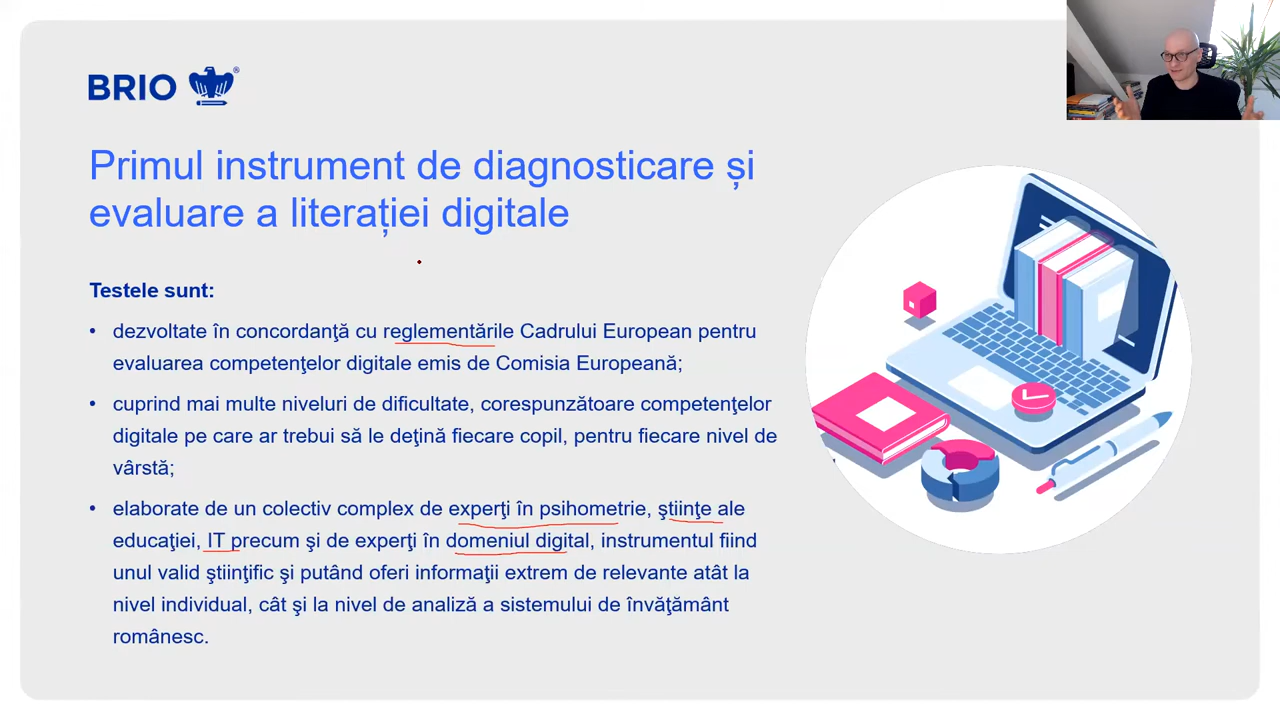 BRIO ®
Primul instrument de diagnosticare și
evaluare a literației digitale
Testele sunt:
• dezvoltate în concordanţă cu reglementările Cadrului European pentru
evaluarea competenţelor digitale emis de Comisia Europeană;
• cuprind mai multe niveluri de dificultate, corespunzătoare competenţelor
digitale pe care ar trebui să le deţină fiecare copil, pentru fiecare nivel de
vârstă;
• elaborate de un colectiv complex de experţi în psihometrie, ştiinţe ale
educaţiei, IT precum şi de experţi în domeniul digital, instrumentul fiind
unul valid ştiinţific şi putând oferi informaţii extrem de relevante atât la
nivel individual, cât şi la nivel de analiză a sistemului de învăţământ
românesc.